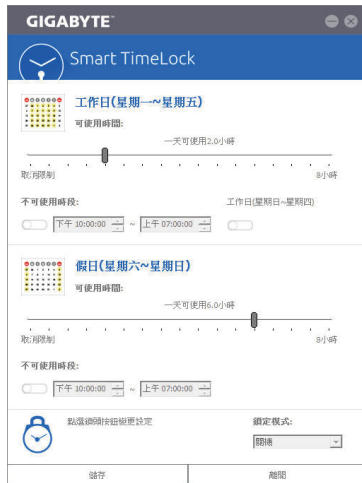 GIGABYTE™
Smart TimeLock
工作日(星期一~星期五)
可使用時間:
一天可使用2.0小時
取消限制 8小時
不可使用時段: 工作日(星期日~星期四)
下午 10:00:00 ~ 上午 07:00:00
假日(星期六~星期日)
可使用時間:
一天可使用6.0小時
取消限制 8小時
不可使用時段:
下午 10:00:00 ~ 上午 07:00:00
點選鎖頭按鈕變更設定 鎖定模式:
關機
儲存 離開